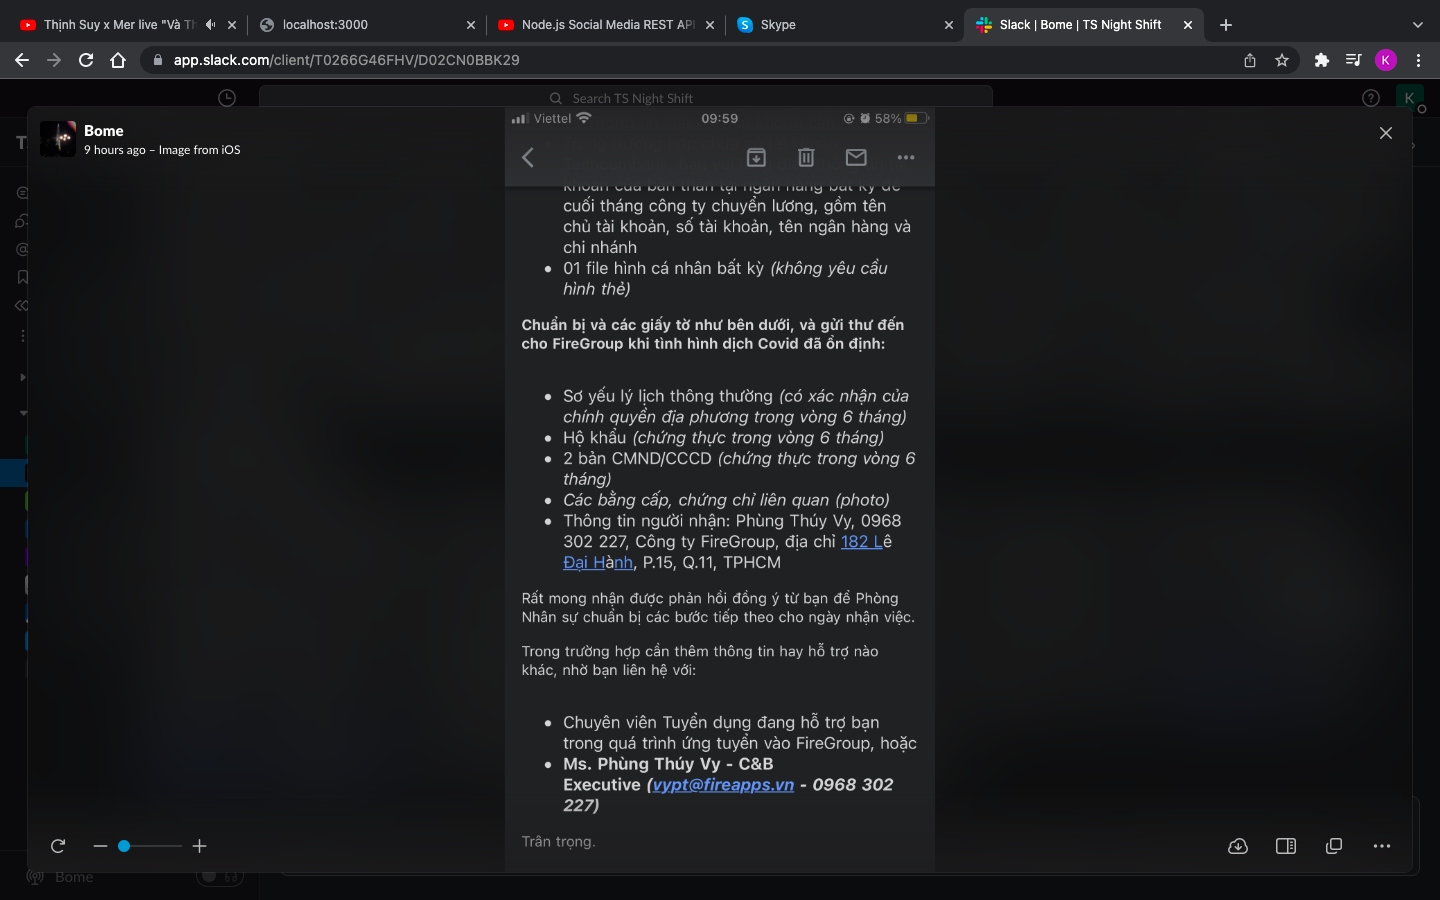 Thịnh Suy x Mer live "Và Th
localhost:3000
Node.js Social Media REST API
Skype
Slack | Bome | TS Night Shift
app.slack.com/client/T0266G46FHV/D02CN0BBK29
K
Search TS Night Shift
K
Bome
9 hours ago – Image from iOS
Viettel
09:59
58%
khoản của bản thân tại ngân hàng bất kỳ để
cuối tháng công ty chuyển lương, gồm tên
chủ tài khoản, số tài khoản, tên ngân hàng và
chi nhánh
01 file hình cá nhân bất kỳ (không yêu cầu
hình thẻ)
Chuẩn bị và các giấy tờ như bên dưới, và gửi thư đến
cho FireGroup khi tình hình dịch Covid đã ổn định:
Sơ yếu lý lịch thông thường (có xác nhận của
chính quyền địa phương trong vòng 6 tháng)
Hộ khẩu (chứng thực trong vòng 6 tháng)
2 bản CMND/CCCD (chứng thực trong vòng 6
tháng)
Các bằng cấp, chứng chỉ liên quan (photo)
Thông tin người nhận: Phùng Thúy Vy, 0968
302 227, Công ty FireGroup, địa chỉ 182 Lê
Đại Hành, P.15, Q.11, TPHCM
Rất mong nhận được phản hồi đồng ý từ bạn để Phòng
Nhân sự chuẩn bị các bước tiếp theo cho ngày nhận việc.
Trong trường hợp cần thêm thông tin hay hỗ trợ nào
khác, nhờ bạn liên hệ với:
Chuyên viên Tuyển dụng đang hỗ trợ bạn
trong quá trình ứng tuyển vào FireGroup, hoặc
Ms. Phùng Thúy Vy - C&B
Executive (vypt@fireapps.vn - 0968 302
227)
Trân trọng.
Bome